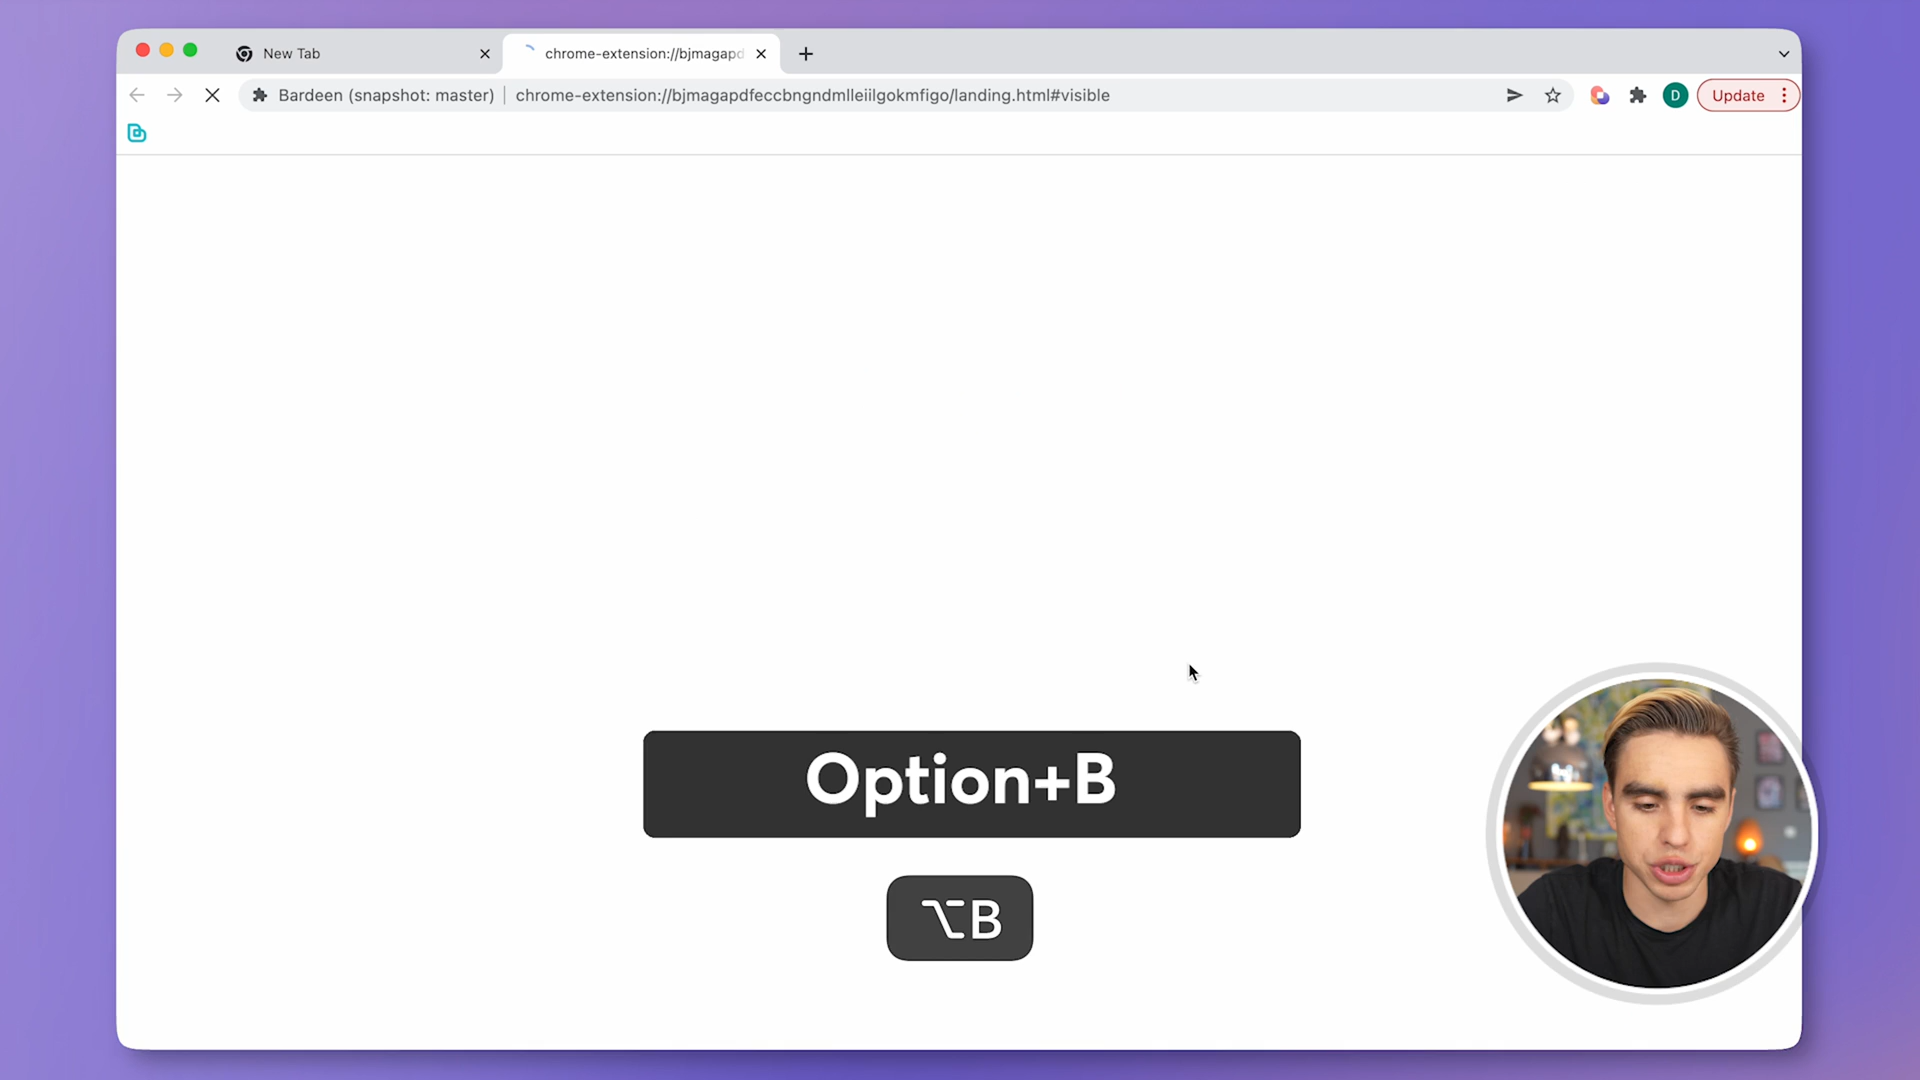 New Tab
chrome-extension://bjmagapd
Bardeen (snapshot: master) | chrome-extension://bjmagapdfeccbngndmlleiilgokmfigo/landing.html#visible
D
Update
Option+B
⌥B